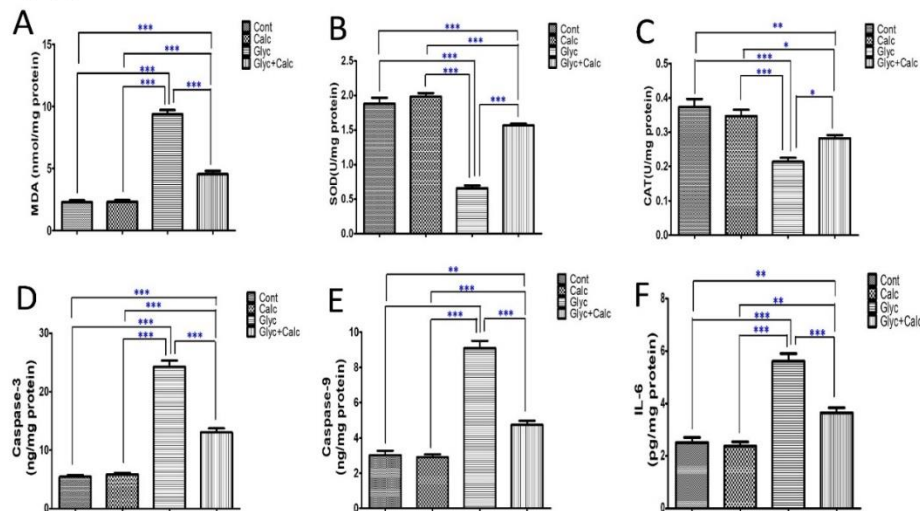 A
MDA (nmol/mg protein)
15
10
5
0
***
***
***
***
***
Cont
Calc
Glyc
Glyc+Calc
B
SOD(U/mg protein)
2.5
2.0
1.5
1.0
0.5
0.0
***
***
***
***
***
Cont
Calc
Glyc
Glyc+Calc
C
CAT(U/mg protein)
0.4
0.3
0.2
0.1
0.0
**
*
***
***
*
Cont
Calc
Glyc
Glyc+Calc
D
Caspase-3
(ng/mg protein)
30
20
10
0
***
***
***
***
***
Cont
Calc
Glyc
Glyc+Calc
E
Caspase-9
(ng/mg protein)
10
8
6
4
2
0
**
***
***
***
Cont
Calc
Glyc
Glyc+Calc
F
IL-6
(pg/mg protein)
8
6
4
2
0
**
**
***
***
***
Cont
Calc
Glyc
Glyc+Calc